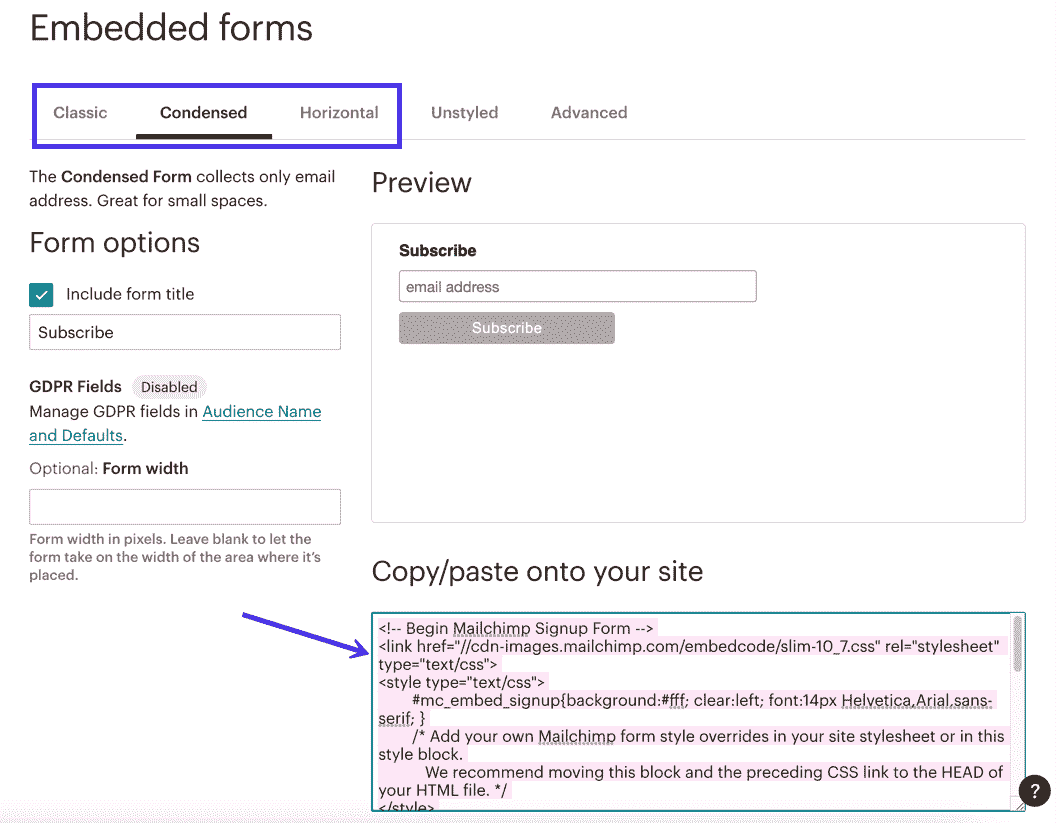 Embedded forms
Classic Condensed Horizontal Unstyled Advanced
The Condensed Form collects only email
address. Great for small spaces.
Form options
Include form title
Subscribe
GDPR Fields Disabled
Manage GDPR fields in Audience Name
and Defaults.
Optional: Form width
Form width in pixels. Leave blank to let the
form take on the width of the area where it's
placed.
Preview
Subscribe
email address
Subscribe
Copy/paste onto your site
<!-- Begin Mailchimp Signup Form -->
<link href="//cdn-images.mailchimp.com/embedcode/slim-10_7.css" rel="stylesheet"
type="text/css">
<style type="text/css">
#mc_embed_signup{background:#fff; clear:left; font:14px Helvetica,Arial,sans-
serif; }
/* Add your own Mailchimp form style overrides in your site stylesheet or in this
style block.
We recommend moving this block and the preceding CSS link to the HEAD of
your HTML file. */
</style>
?